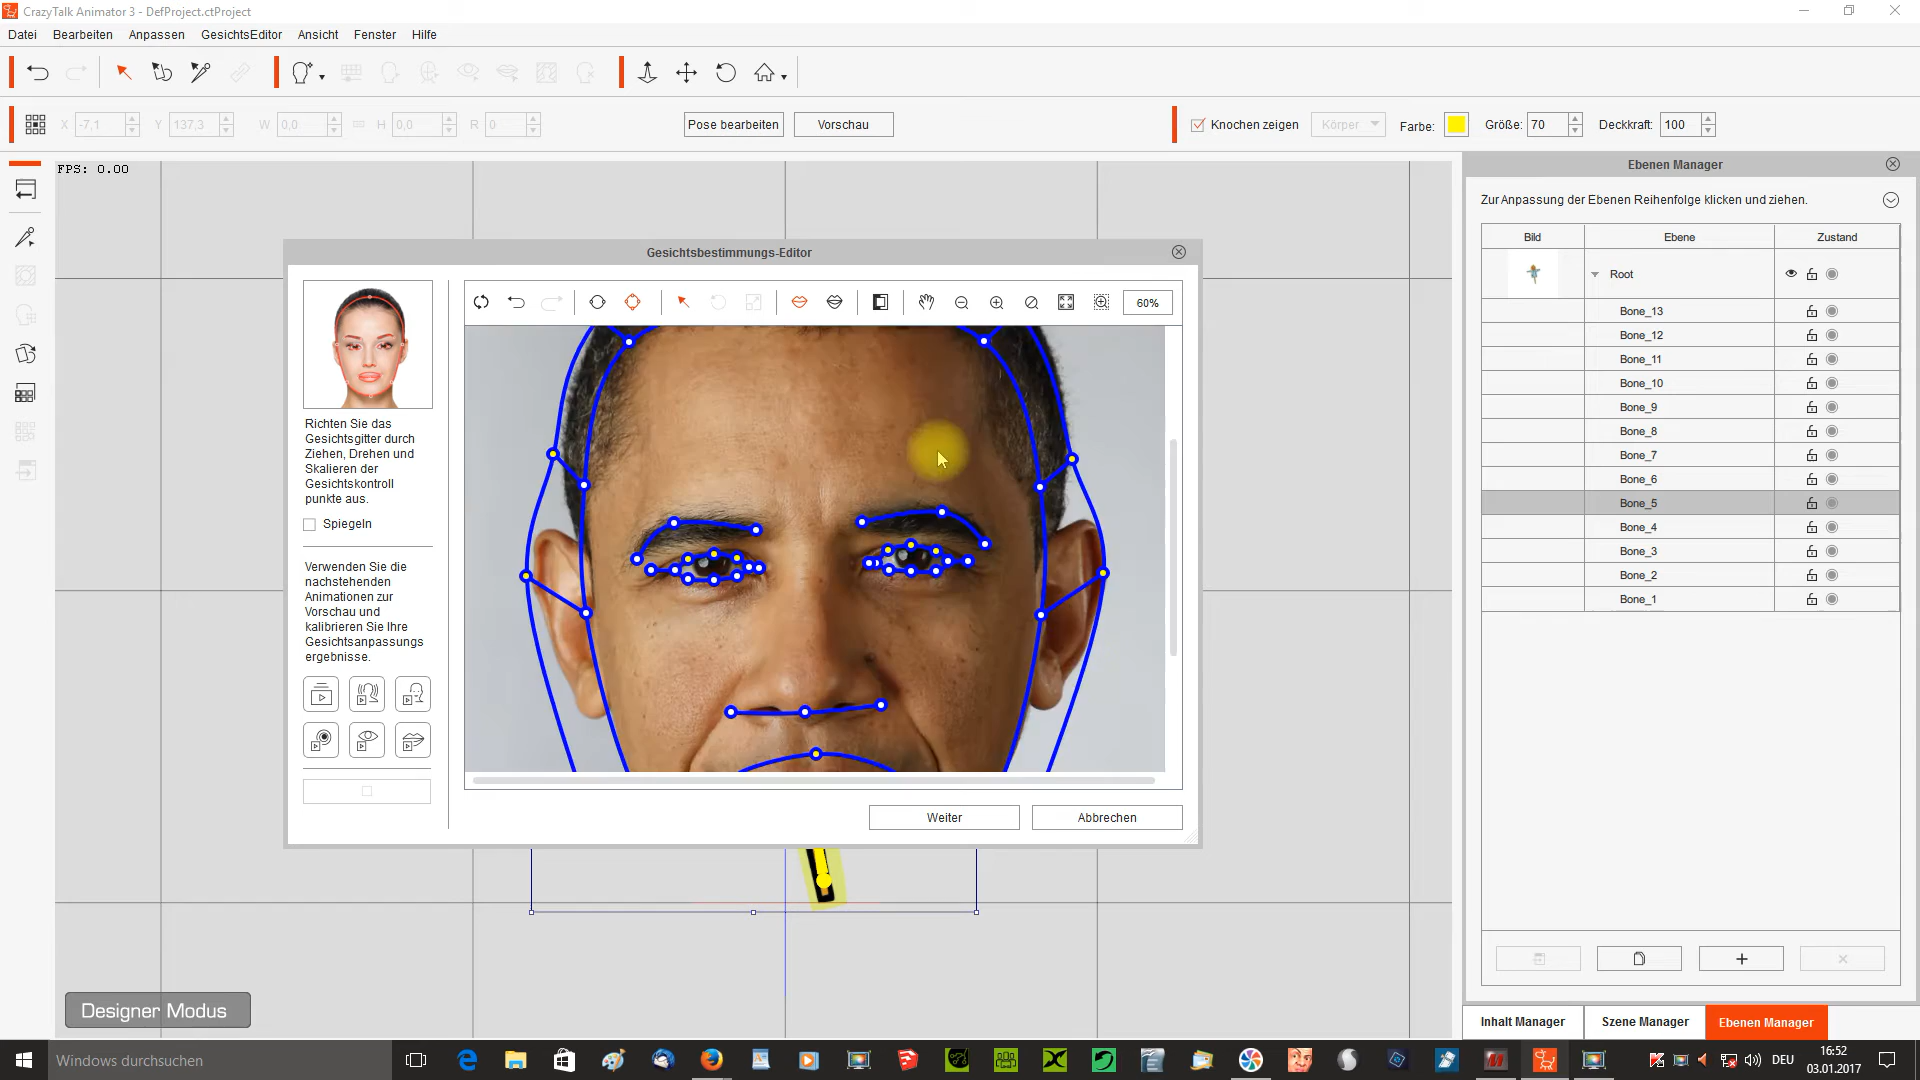 CrazyTalk Animator 3 - DefProject.ctProject
Datei Bearbeiten Anpassen GesichtsEditor Ansicht Fenster Hilfe
X -7,1 Y 137,3 W 0,0 H 0,0 R 0 Pose bearbeiten Vorschau Knochen zeigen Körper Farbe: Größe: 70 Deckkraft: 100
FPS: 0.00
Gesichtsbestimmungs-Editor
60%
Richten Sie das
Gesichtsgitter durch
Ziehen, Drehen und
Skalieren der
Gesichtskontroll
punkte aus.
Spiegeln
Verwenden Sie die
nachstehenden
Animationen zur
Vorschau und
kalibrieren Sie Ihre
Gesichtsanpassungs
ergebnisse.
Weiter Abbrechen
Ebenen Manager
Zur Anpassung der Ebenen Reihenfolge klicken und ziehen.
Bild Ebene Zustand
Root
Bone_13
Bone_12
Bone_11
Bone_10
Bone_9
Bone_8
Bone_7
Bone_6
Bone_5
Bone_4
Bone_3
Bone_2
Bone_1
Designer Modus
Inhalt Manager Szene Manager Ebenen Manager
Windows durchsuchen
DEU
16:52
03.01.2017